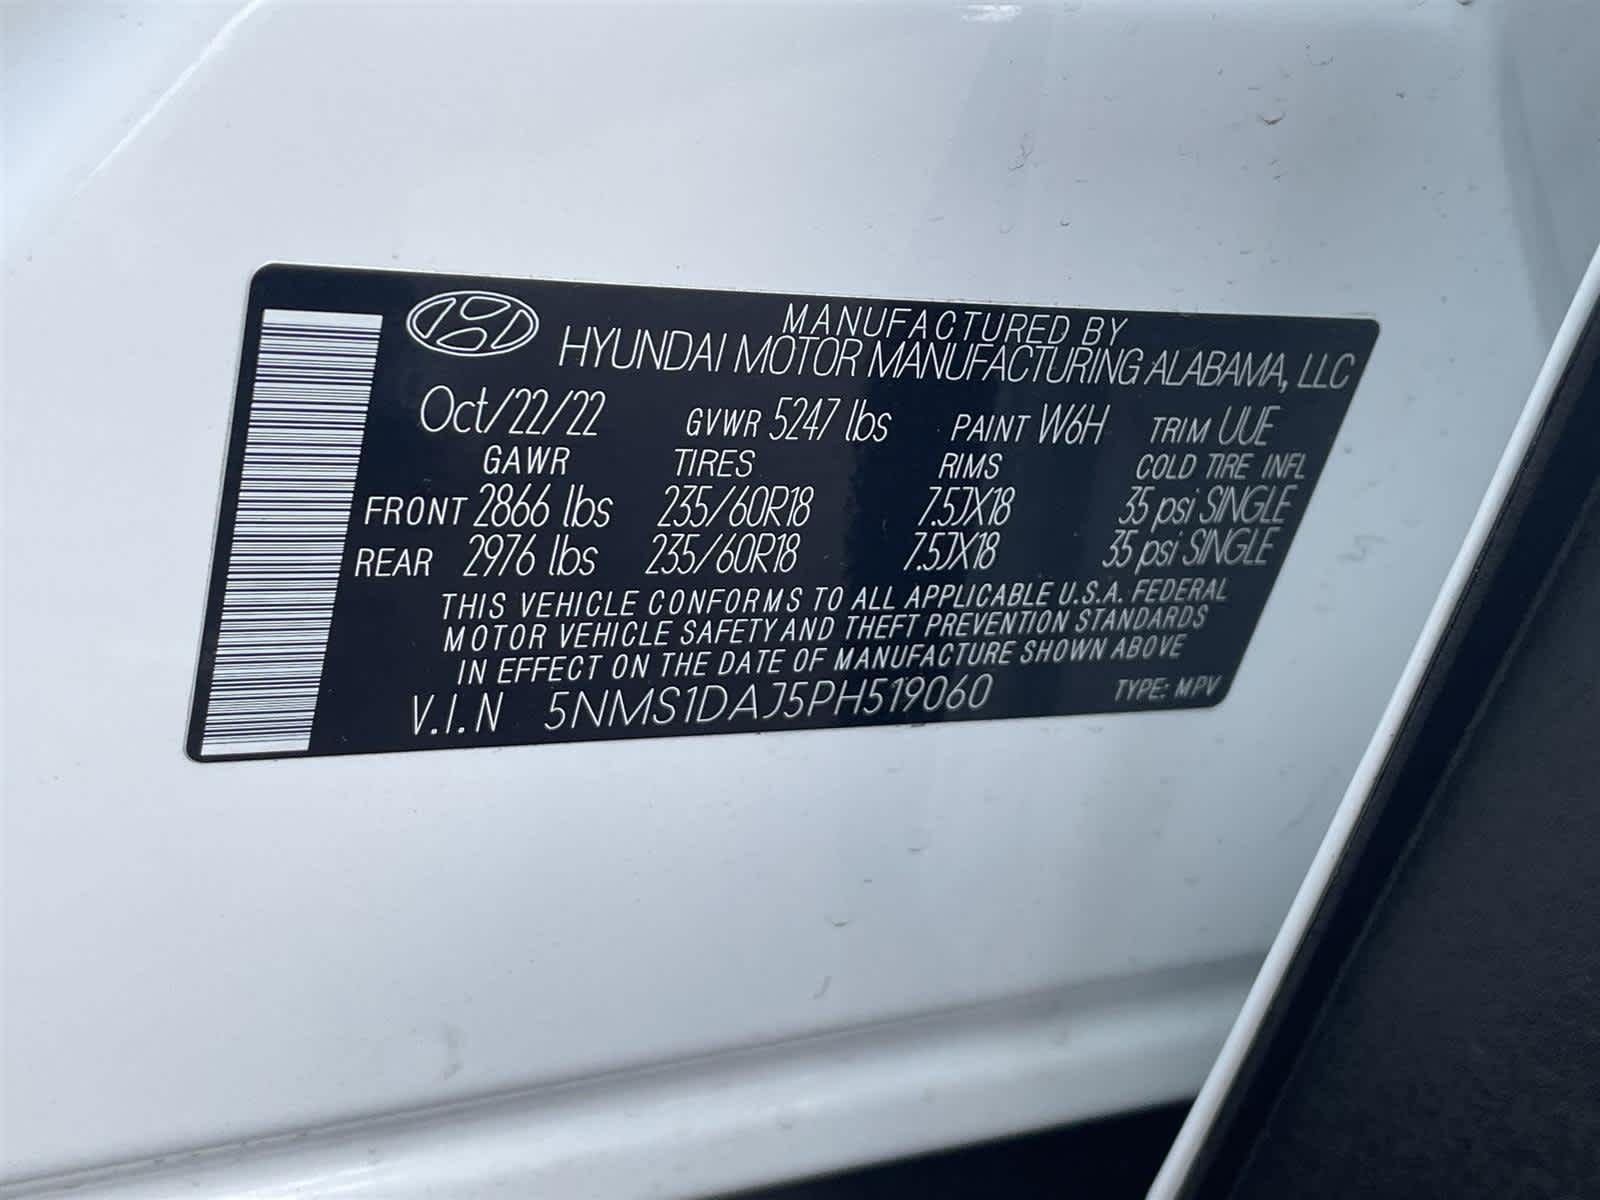 MANUFACTURED BY
HYUNDAI MOTOR MANUFACTURING ALABAMA, LLC
Oct/22/22 GVWR 5247 lbs PAINT W6H TRIM UUE
GAWR TIRES RIMS COLD TIRE INFL
FRONT 2866 lbs 235/60R18 7.5JX18 35 psi SINGLE
REAR 2976 lbs 235/60R18 7.5JX18 35 psi SINGLE
THIS VEHICLE CONFORMS TO ALL APPLICABLE U.S.A. FEDERAL
MOTOR VEHICLE SAFETY AND THEFT PREVENTION STANDARDS
IN EFFECT ON THE DATE OF MANUFACTURE SHOWN ABOVE
V.I.N 5NMS1DAJ5PH519060 TYPE: MPV